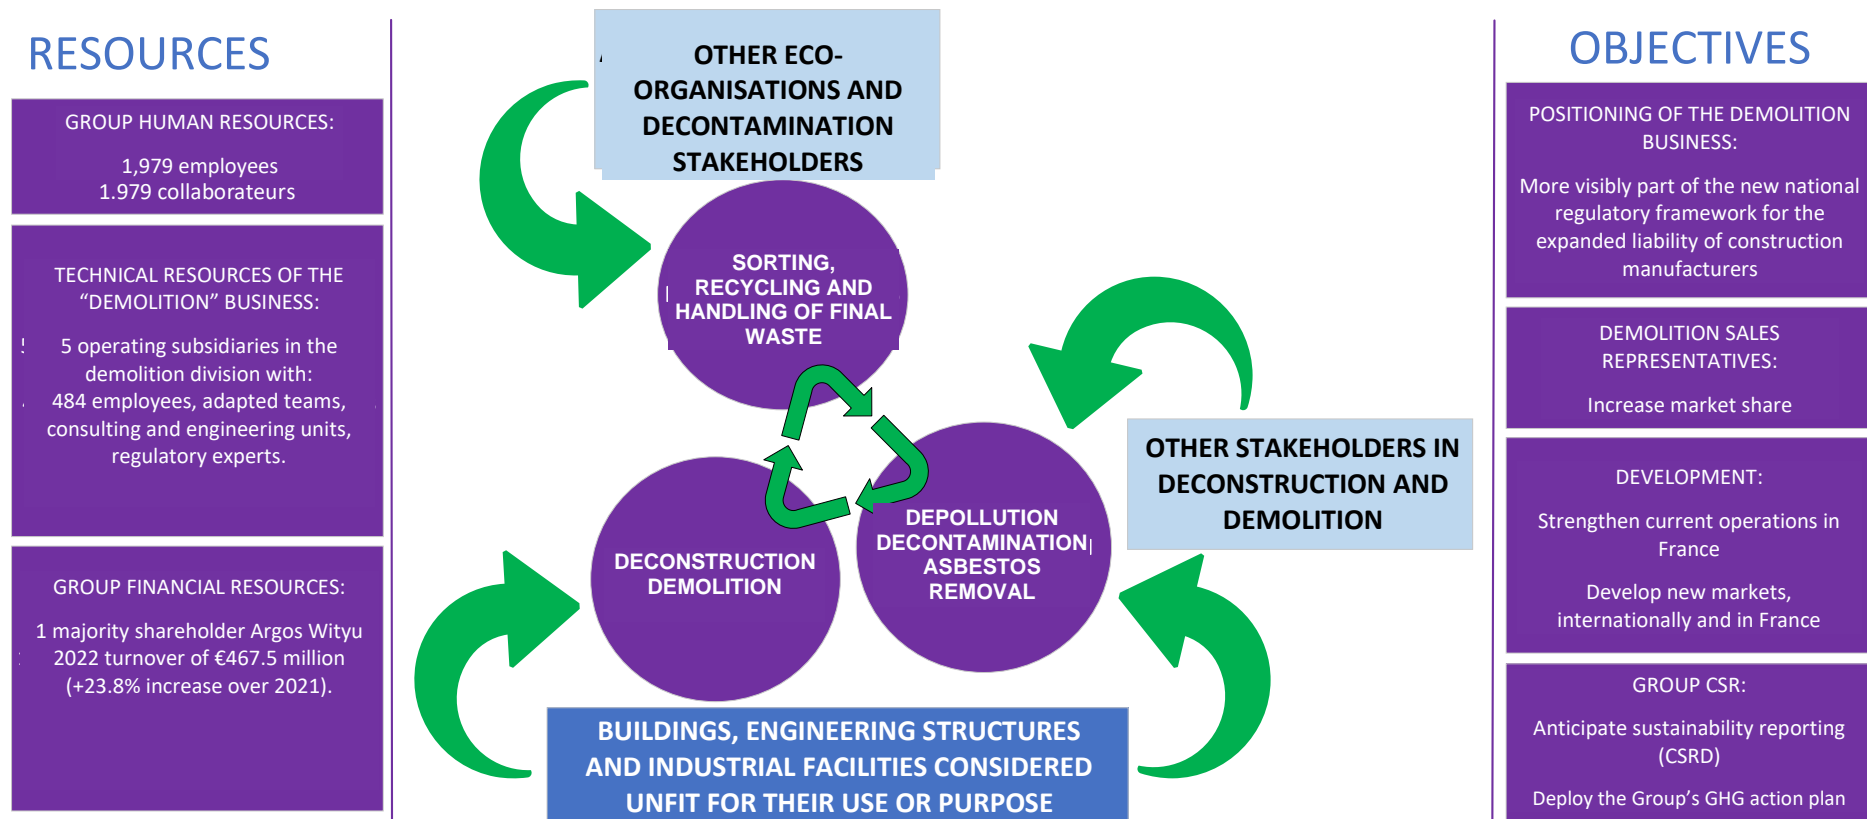 RESOURCES
GROUP HUMAN RESOURCES:
1,979 employees
1.979 collaborateurs
TECHNICAL RESOURCES OF THE
“DEMOLITION” BUSINESS:
5 operating subsidiaries in the
demolition division with:
484 employees, adapted teams,
consulting and engineering units,
regulatory experts.
GROUP FINANCIAL RESOURCES:
1 majority shareholder Argos Wityu
2022 turnover of €467.5 million
(+23.8% increase over 2021).
OTHER ECO-
ORGANISATIONS AND
DECONTAMINATION
STAKEHOLDERS
SORTING,
RECYCLING AND
HANDLING OF FINAL
WASTE
OTHER STAKEHOLDERS IN
DECONSTRUCTION AND
DEMOLITION
DECONSTRUCTION
DEMOLITION
DEPOLLUTION
DECONTAMINATION
ASBESTOS
REMOVAL
BUILDINGS, ENGINEERING STRUCTURES
AND INDUSTRIAL FACILITIES CONSIDERED
UNFIT FOR THEIR USE OR PURPOSE
OBJECTIVES
POSITIONING OF THE DEMOLITION
BUSINESS:
More visibly part of the new national
regulatory framework for the
expanded liability of construction
manufacturers
DEMOLITION SALES
REPRESENTATIVES:
Increase market share
DEVELOPMENT:
Strengthen current operations in
France
Develop new markets,
internationally and in France
GROUP CSR:
Anticipate sustainability reporting
(CSRD)
Deploy the Group’s GHG action plan